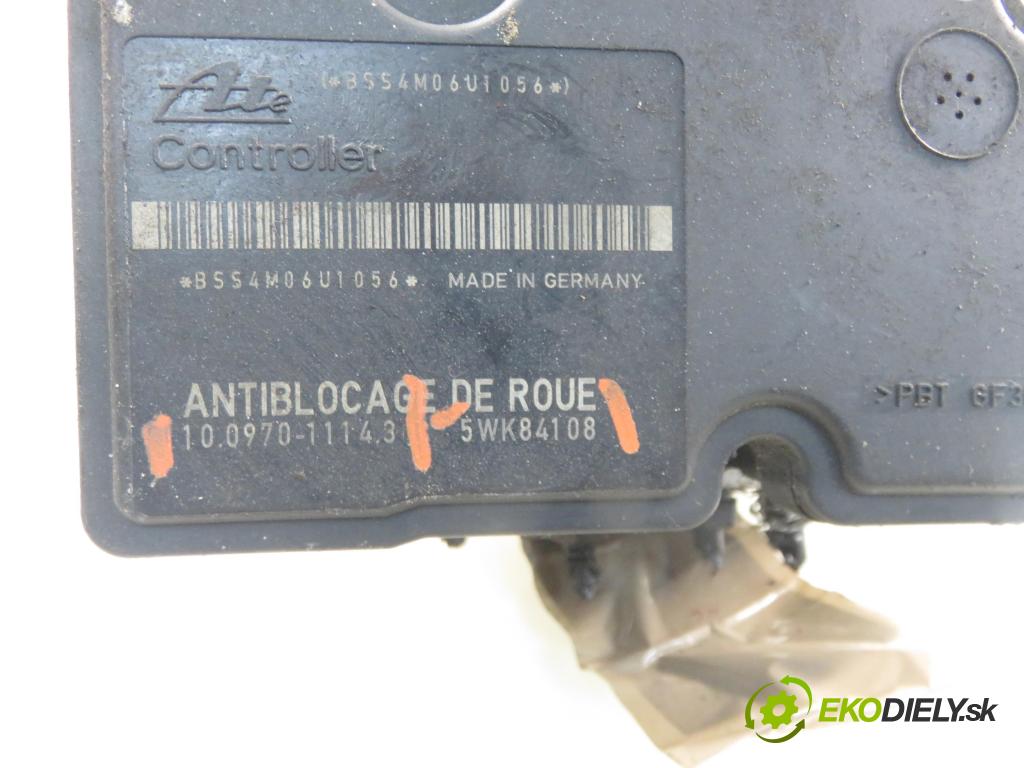 Ate (*BSS4M06U1056*)
Controller
*BSS4M06U1056* MADE IN GERMANY
ANTIBLOCAGE DE ROUE
10.0970-1114.3 5WK84108
>PBT GF3
EKODIELY.sk